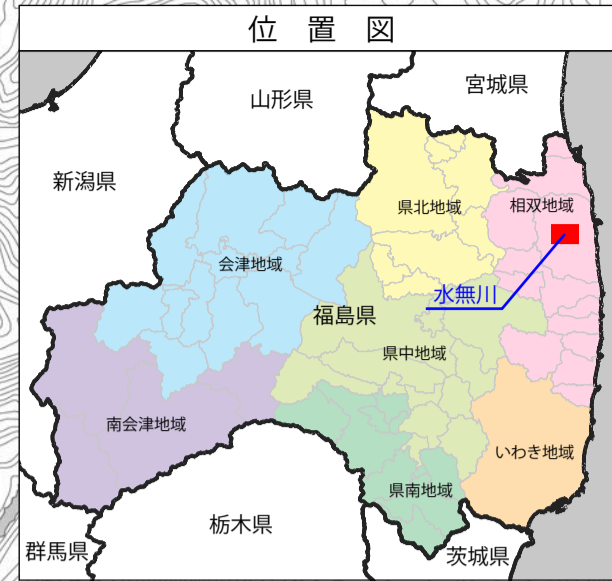 位置図
宮城県
山形県
新潟県
県北地域
相双地域
会津地域
水無川
福島県
県中地域
南会津地域
いわき地域
県南地域
栃木県
群馬県
茨城県